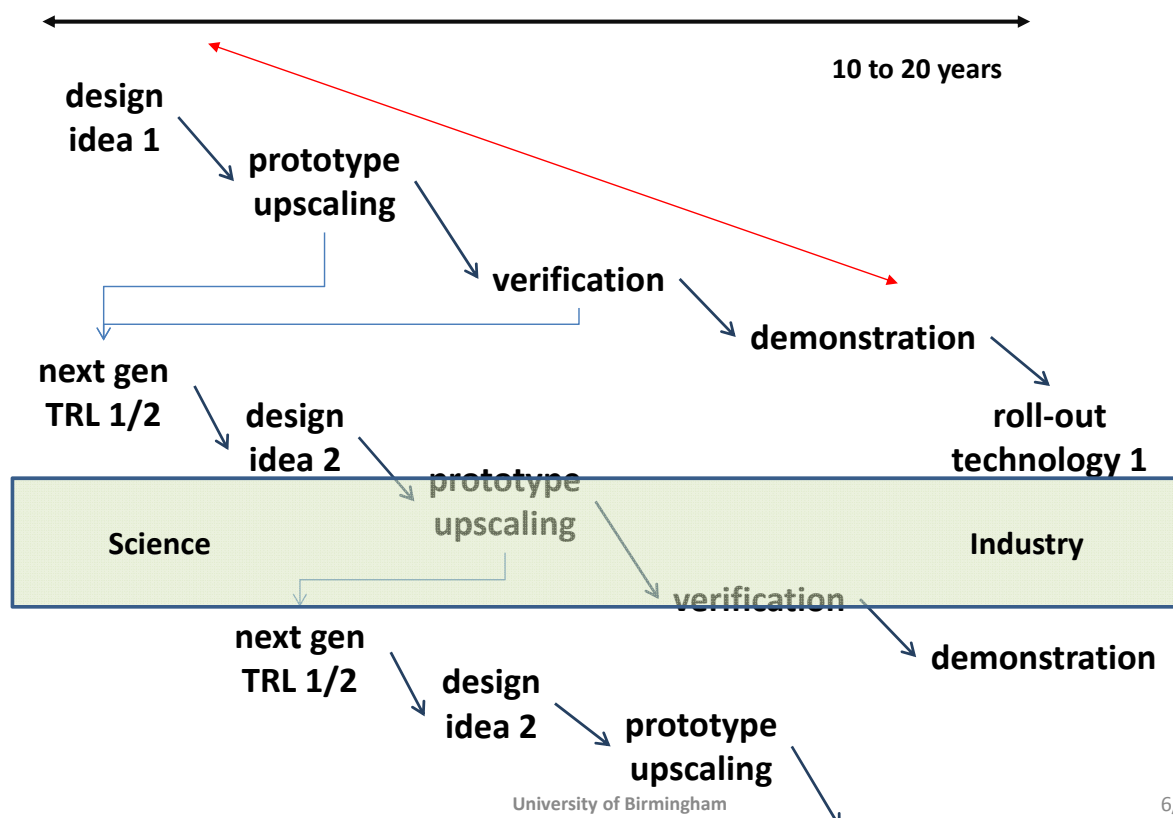 10 to 20 years
design
idea 1
prototype
upscaling
verification
demonstration
next gen
TRL 1/2
design
idea 2
roll-out
technology 1
prototype
upscaling
Science
Industry
verification
next gen
TRL 1/2
demonstration
design
idea 2
prototype
upscaling
University of Birmingham
6